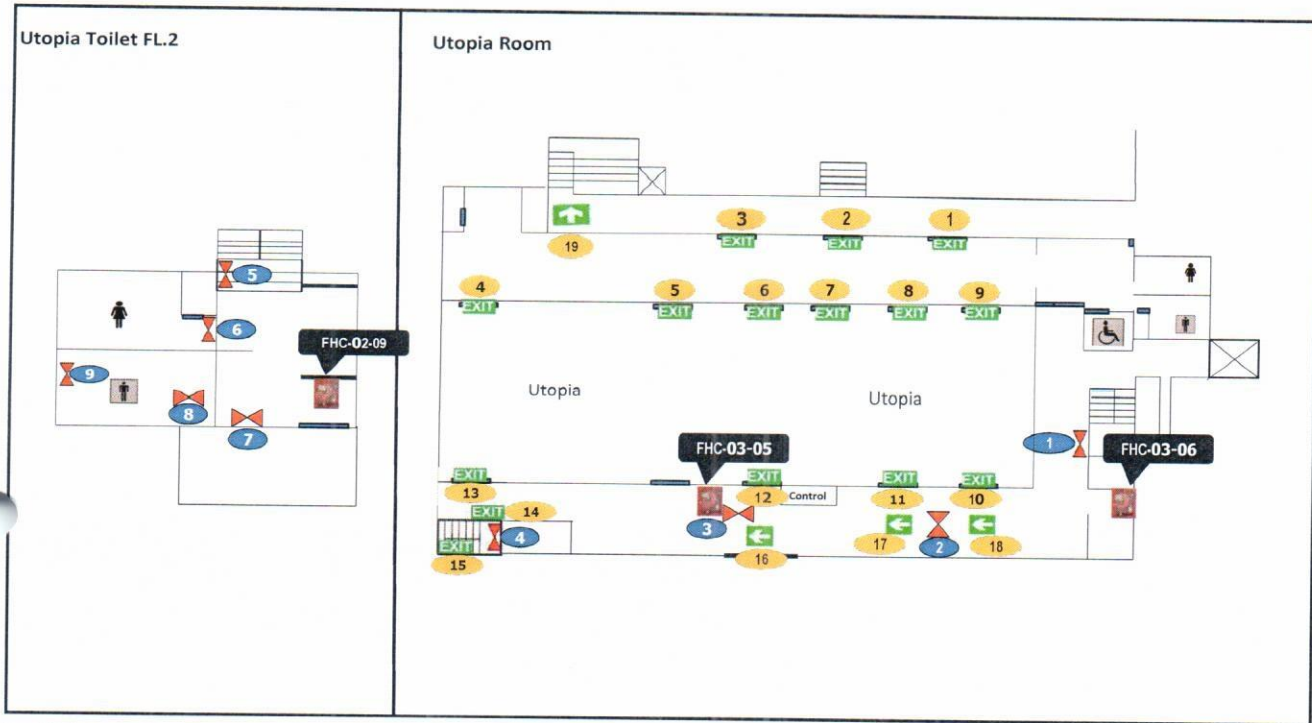 Utopia Toilet FL.2
5
6
FHC-02-09
9
8
7
Utopia Room
3
2
1
EXIT
EXIT
EXIT
19
4
5
6
7
8
9
EXIT
EXIT
EXIT
EXIT
EXIT
EXIT
Utopia
Utopia
1
FHC-03-05
FHC-03-06
EXIT
EXIT
EXIT
EXIT
13
12
Control
11
10
EXIT
14
3
4
EXIT
15
16
17
2
18